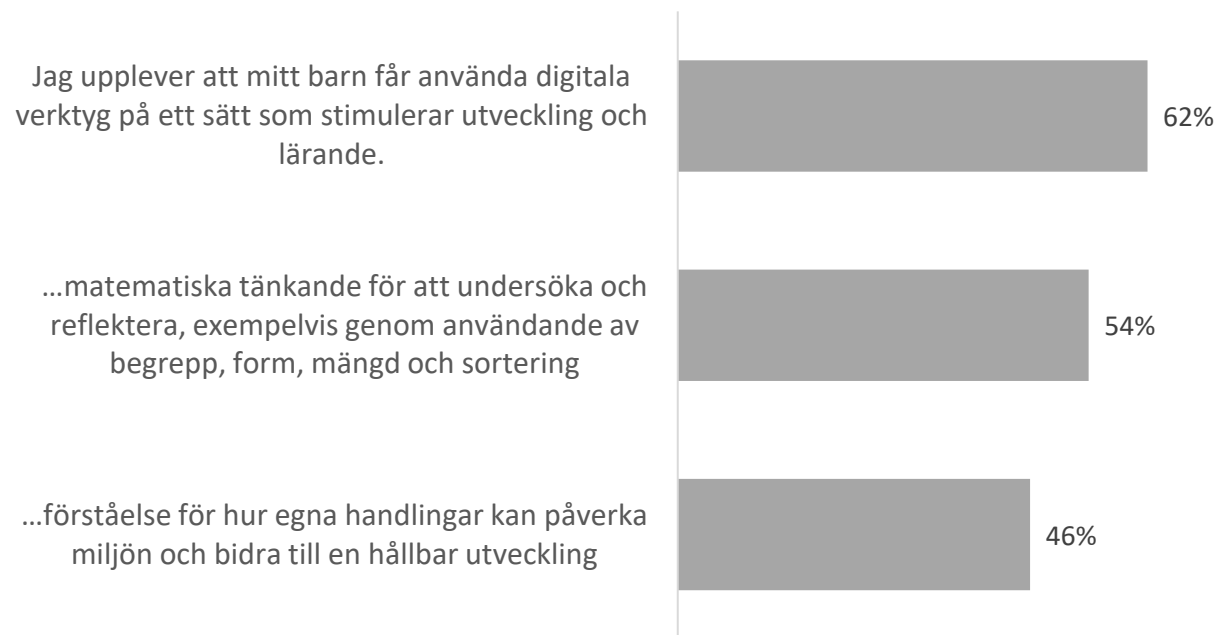 Jag upplever att mitt barn får använda digitala
verktyg på ett sätt som stimulerar utveckling och
lärande.
62%
…matematiska tänkande för att undersöka och
reflektera, exempelvis genom användande av
begrepp, form, mängd och sortering
54%
…förståelse för hur egna handlingar kan påverka
miljön och bidra till en hållbar utveckling
46%